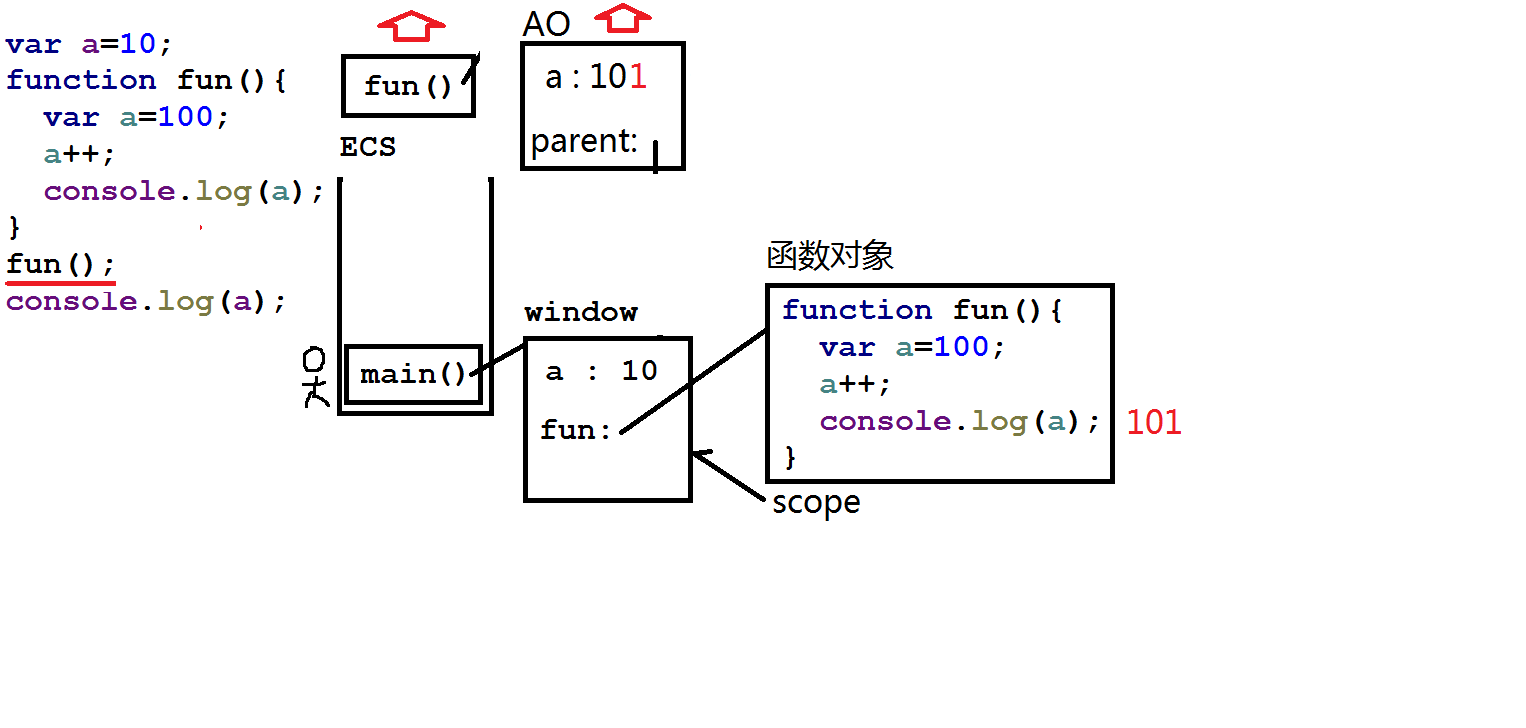 var a=10;
function fun(){
var a=100;
a++;
console.log(a);
}
fun();
console.log(a);
fun()
ECS
main()
AO
a : 101
parent:
window
a : 10
fun:
函数对象
function fun(){
var a=100;
a++;
console.log(a);
}
101
scope